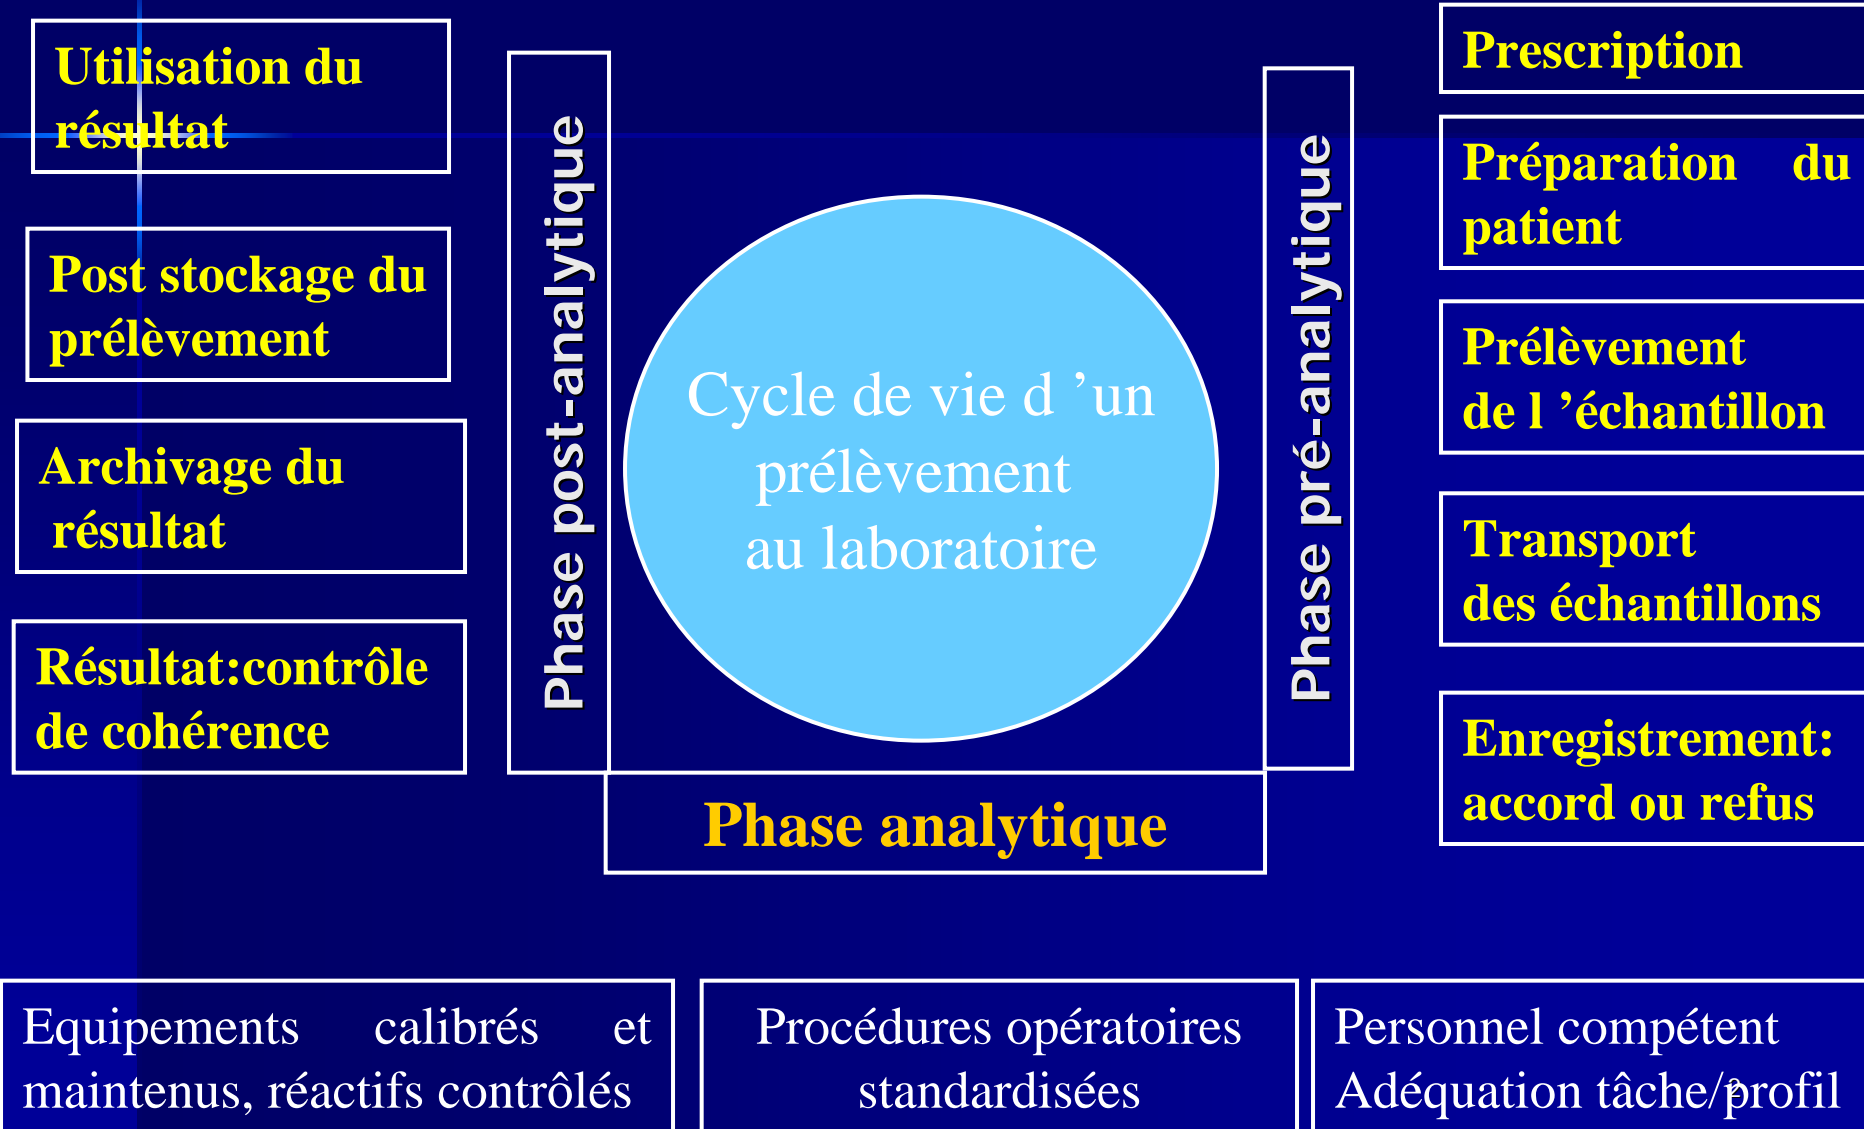 Utilisation du
résultat
Post stockage du
prélèvement
Archivage du
résultat
Résultat:contrôle
de cohérence
Phase post-analytique
Cycle de vie d ’un
prélèvement
au laboratoire
Phase analytique
Phase pré-analytique
Prescription
Préparation du
patient
Prélèvement
de l ’échantillon
Transport
des échantillons
Enregistrement:
accord ou refus
Equipements calibrés et
maintenus, réactifs contrôlés
Procédures opératoires
standardisées
Personnel compétent
Adéquation tâche/profil
2